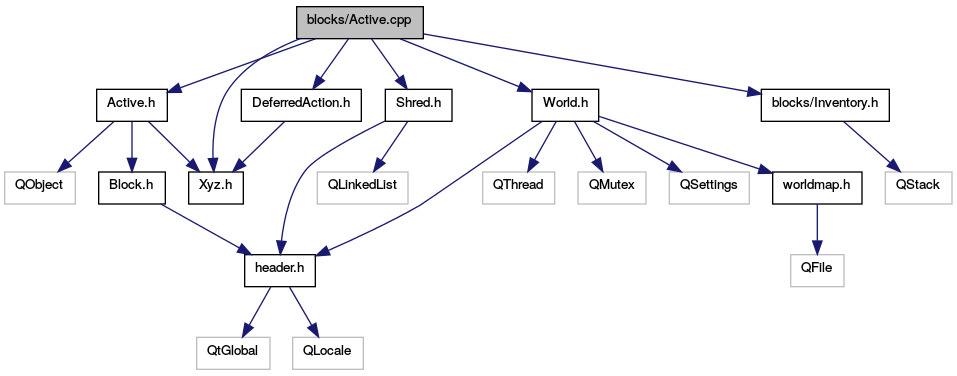 blocks/Active.cpp
Active.h
DeferredAction.h
Shred.h
World.h
blocks/Inventory.h
QObject
Block.h
Xyz.h
QLinkedList
QThread
QMutex
QSettings
worldmap.h
QStack
header.h
QFile
QtGlobal
QLocale